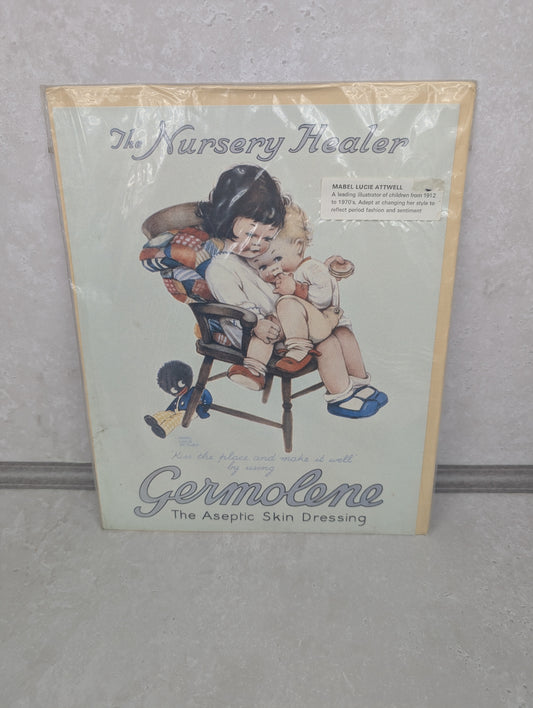 The Nursery Healer
MABEL LUCIE ATTWELL
A leading illustrator of children from 1912
to 1970's. Adept at changing her style to
reflect period fashion and sentiment
Kiss the place and make it well
by using
Germolene
The Aseptic Skin Dressing